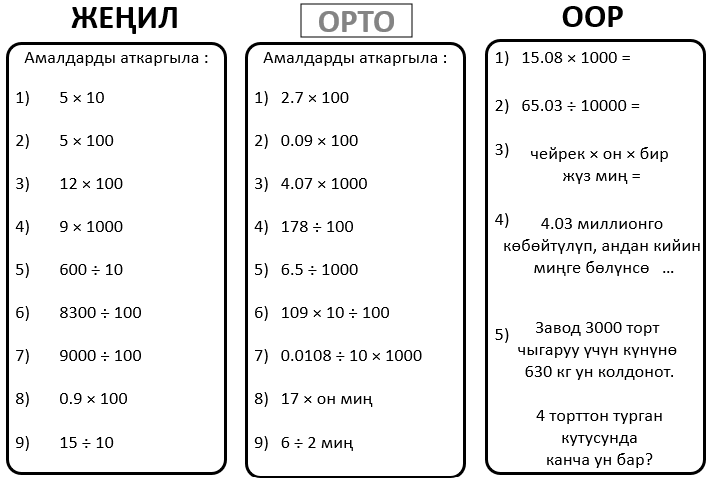 ЖЕҢИЛ
Амалдарды аткаргыла :
1) 5 × 10
2) 5 × 100
3) 12 × 100
4) 9 × 1000
5) 600 ÷ 10
6) 8300 ÷ 100
7) 9000 ÷ 100
8) 0.9 × 100
9) 15 ÷ 10
ОРТО
Амалдарды аткаргыла :
1) 2.7 × 100
2) 0.09 × 100
3) 4.07 × 1000
4) 178 ÷ 100
5) 6.5 ÷ 1000
6) 109 × 10 ÷ 100
7) 0.0108 ÷ 10 × 1000
8) 17 × он миң
9) 6 ÷ 2 миң
ООР
1) 15.08 × 1000 =
2) 65.03 ÷ 10000 =
3) чейрек × он × бир
жүз миң =
4) 4.03 миллионго
көбөйтүлүп, андан кийин
миңге бөлүнсө ...
5) Завод 3000 торт
чыгаруу үчүн күнүнө
630 кг ун колдонот.
4 торттон турган
кутусунда
канча ун бар?